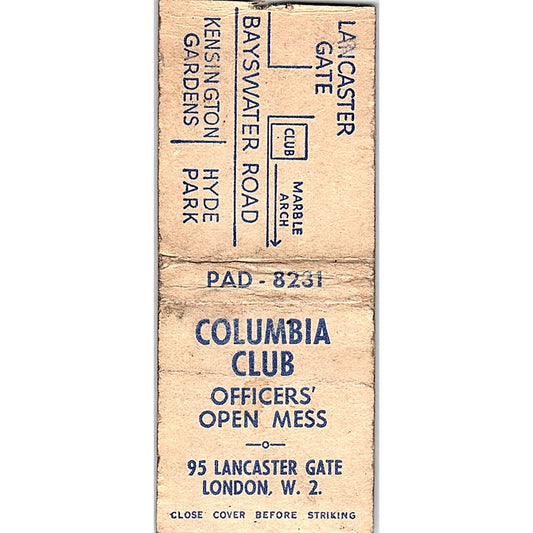 LANCASTER
GATE
CLUB
MARBLE
ARCH
BAYSWATER ROAD
KENSINGTON
GARDENS
HYDE
PARK
PAD - 8231
COLUMBIA
CLUB
OFFICERS'
OPEN MESS
95 LANCASTER GATE
LONDON, W. 2.
CLOSE COVER BEFORE STRIKING